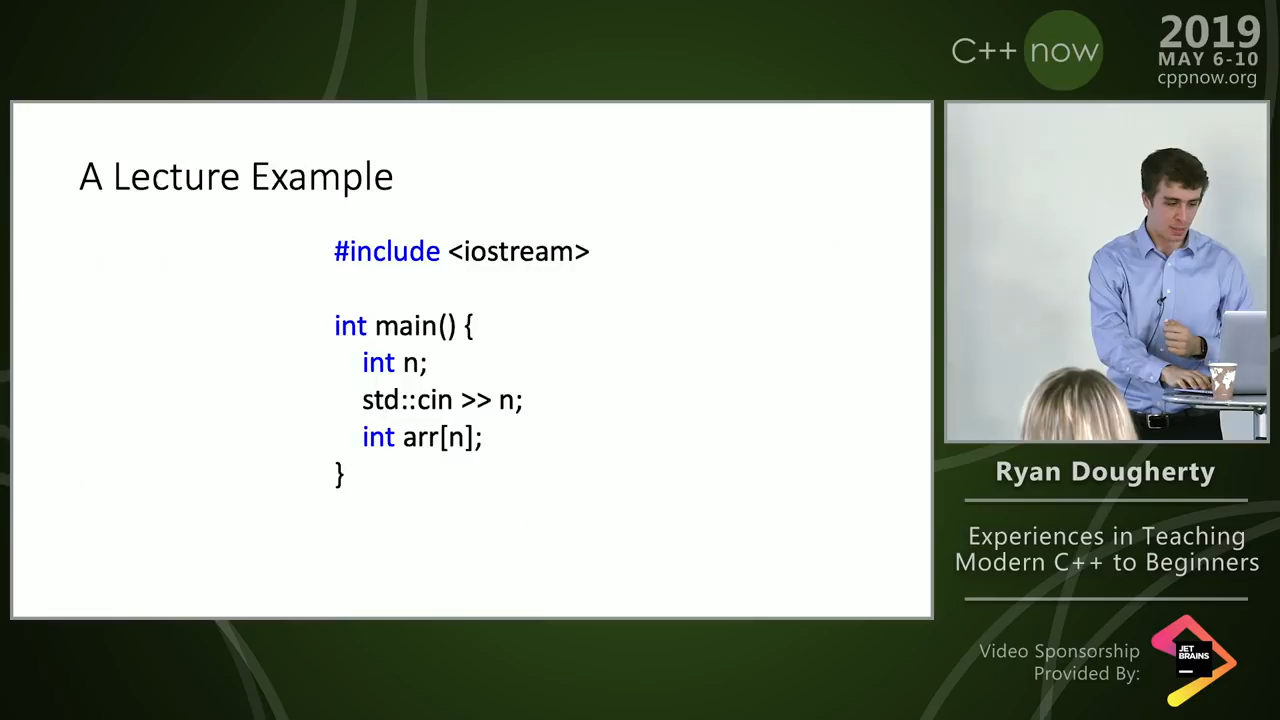 C++ now
2019
MAY 6-10
cppnow.org
A Lecture Example
#include <iostream>
int main() {
int n;
std::cin >> n;
int arr[n];
}
Ryan Dougherty
Experiences in Teaching
Modern C++ to Beginners
Video Sponsorship
Provided By:
JET
BRAINS